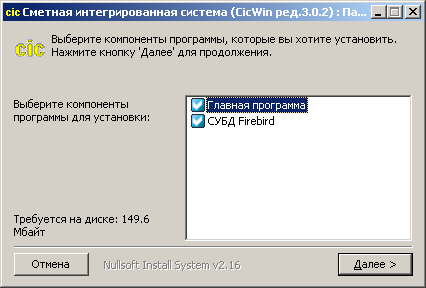 cic Сметная интегрированная система (CicWin ред.3.0.2) : Па...
cic
Выберите компоненты программы, которые вы хотите установить.
Нажмите кнопку 'Далее' для продолжения.
Выберите компоненты
программы для установки:
Главная программа
СУБД Firebird
Требуется на диске: 149.6
Мбайт
Отмена
Nullsoft Install System v2.16
Далее >